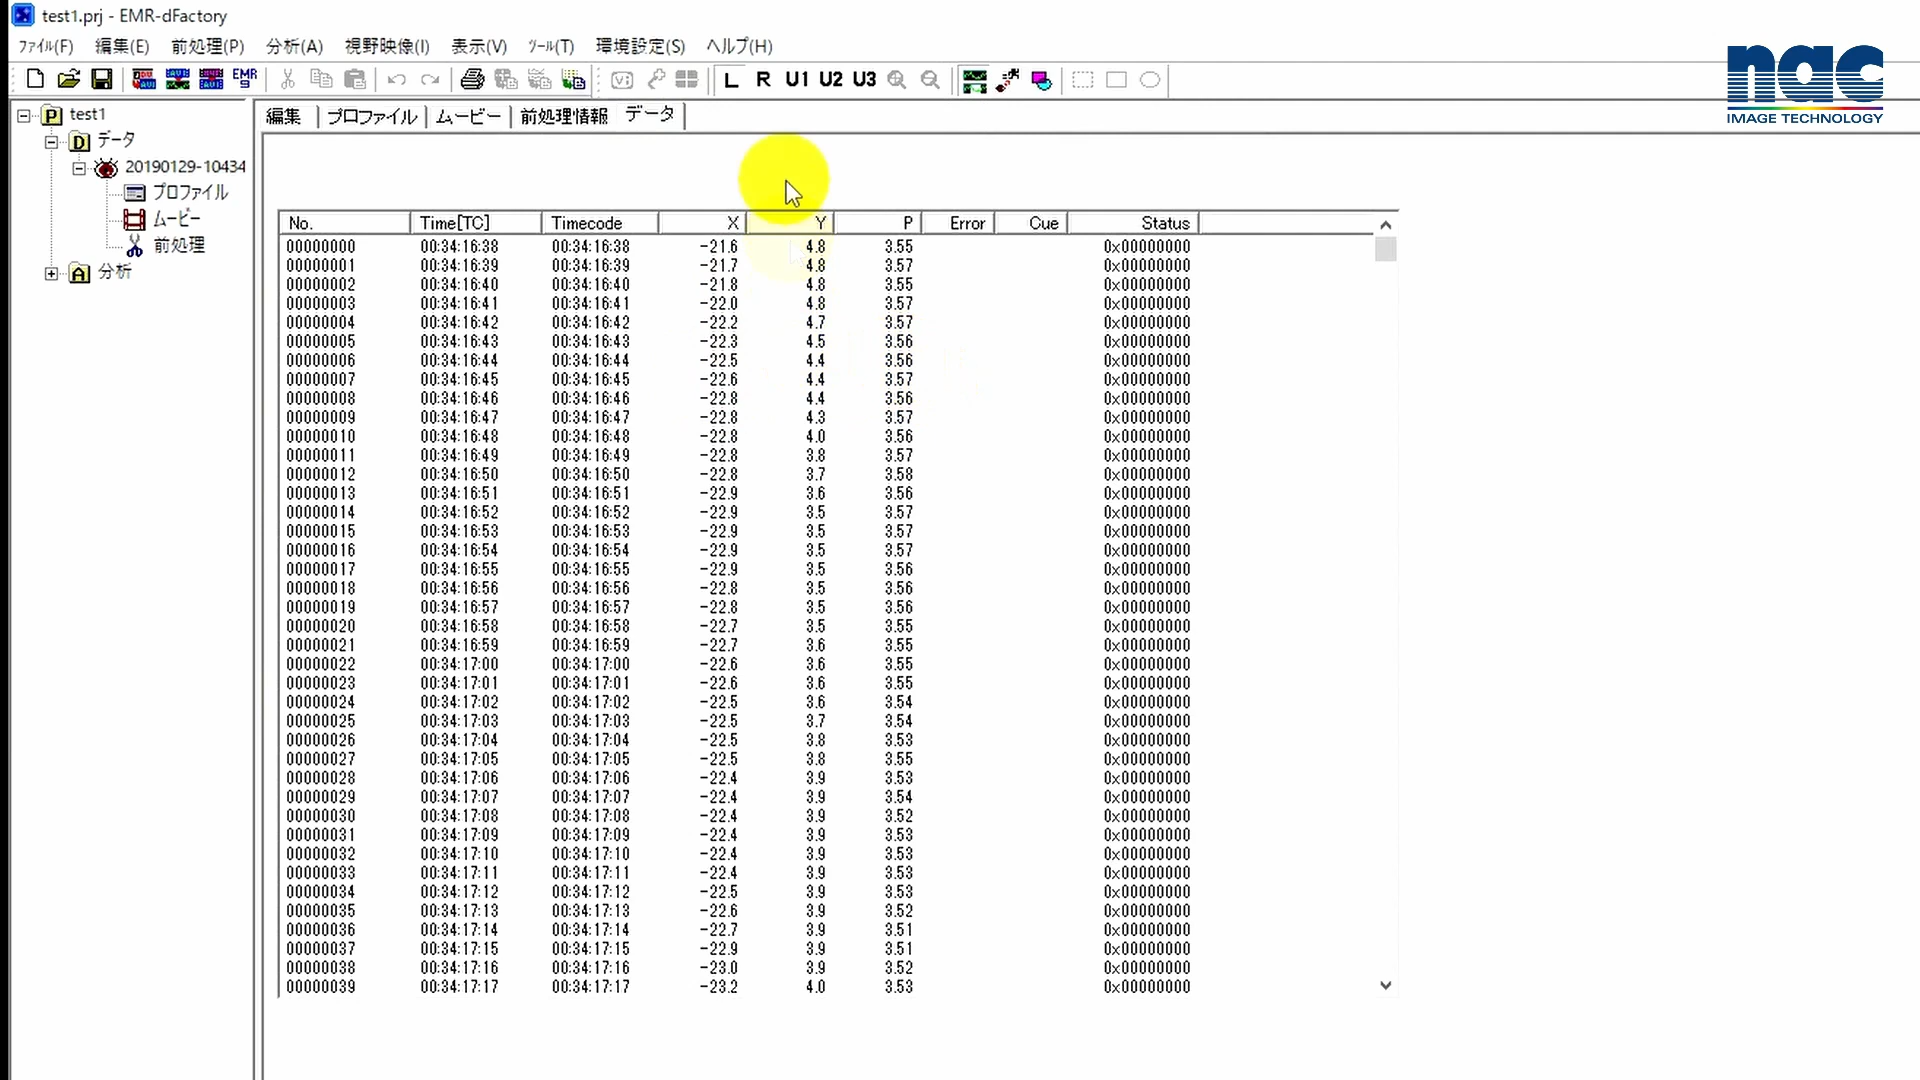 test1.prj - EMR-dFactory
ﾌｧｲﾙ(F) 編集(E) 前処理(P) 分析(A) 視野映像(I) 表示(V) ﾂｰﾙ(T) 環境設定(S) ヘルプ(H)
L R U1 U2 U3
nac
IMAGE TECHNOLOGY
test1
データ
20190129-10434
プロファイル
ムービー
前処理
分析
編集 プロファイル ムービー 前処理情報 データ
No. Time[TC] Timecode X Y P Error Cue Status
00000000 00:34:16:38 00:34:16:38 -21.6 4.8 3.55 0x00000000
00000001 00:34:16:39 00:34:16:39 -21.7 4.8 3.57 0x00000000
00000002 00:34:16:40 00:34:16:40 -21.8 4.8 3.55 0x00000000
00000003 00:34:16:41 00:34:16:41 -22.0 4.8 3.57 0x00000000
00000004 00:34:16:42 00:34:16:42 -22.2 4.7 3.57 0x00000000
00000005 00:34:16:43 00:34:16:43 -22.3 4.5 3.56 0x00000000
00000006 00:34:16:44 00:34:16:44 -22.5 4.4 3.56 0x00000000
00000007 00:34:16:45 00:34:16:45 -22.6 4.4 3.57 0x00000000
00000008 00:34:16:46 00:34:16:46 -22.8 4.4 3.56 0x00000000
00000009 00:34:16:47 00:34:16:47 -22.8 4.3 3.57 0x00000000
00000010 00:34:16:48 00:34:16:48 -22.8 4.0 3.56 0x00000000
00000011 00:34:16:49 00:34:16:49 -22.8 3.8 3.57 0x00000000
00000012 00:34:16:50 00:34:16:50 -22.8 3.7 3.58 0x00000000
00000013 00:34:16:51 00:34:16:51 -22.9 3.6 3.56 0x00000000
00000014 00:34:16:52 00:34:16:52 -22.9 3.5 3.57 0x00000000
00000015 00:34:16:53 00:34:16:53 -22.9 3.5 3.57 0x00000000
00000016 00:34:16:54 00:34:16:54 -22.9 3.5 3.57 0x00000000
00000017 00:34:16:55 00:34:16:55 -22.9 3.5 3.56 0x00000000
00000018 00:34:16:56 00:34:16:56 -22.8 3.5 3.56 0x00000000
00000019 00:34:16:57 00:34:16:57 -22.8 3.5 3.56 0x00000000
00000020 00:34:16:58 00:34:16:58 -22.7 3.5 3.55 0x00000000
00000021 00:34:16:59 00:34:16:59 -22.7 3.6 3.55 0x00000000
00000022 00:34:17:00 00:34:17:00 -22.6 3.6 3.55 0x00000000
00000023 00:34:17:01 00:34:17:01 -22.6 3.6 3.55 0x00000000
00000024 00:34:17:02 00:34:17:02 -22.5 3.6 3.54 0x00000000
00000025 00:34:17:03 00:34:17:03 -22.5 3.7 3.54 0x00000000
00000026 00:34:17:04 00:34:17:04 -22.5 3.8 3.53 0x00000000
00000027 00:34:17:05 00:34:17:05 -22.5 3.8 3.55 0x00000000
00000028 00:34:17:06 00:34:17:06 -22.4 3.9 3.53 0x00000000
00000029 00:34:17:07 00:34:17:07 -22.4 3.9 3.54 0x00000000
00000030 00:34:17:08 00:34:17:08 -22.4 3.9 3.52 0x00000000
00000031 00:34:17:09 00:34:17:09 -22.4 3.9 3.53 0x00000000
00000032 00:34:17:10 00:34:17:10 -22.4 3.9 3.53 0x00000000
00000033 00:34:17:11 00:34:17:11 -22.4 3.9 3.53 0x00000000
00000034 00:34:17:12 00:34:17:12 -22.5 3.9 3.53 0x00000000
00000035 00:34:17:13 00:34:17:13 -22.6 3.9 3.52 0x00000000
00000036 00:34:17:14 00:34:17:14 -22.7 3.9 3.51 0x00000000
00000037 00:34:17:15 00:34:17:15 -22.9 3.9 3.51 0x00000000
00000038 00:34:17:16 00:34:17:16 -23.0 3.9 3.52 0x00000000
00000039 00:34:17:17 00:34:17:17 -23.2 4.0 3.53 0x00000000